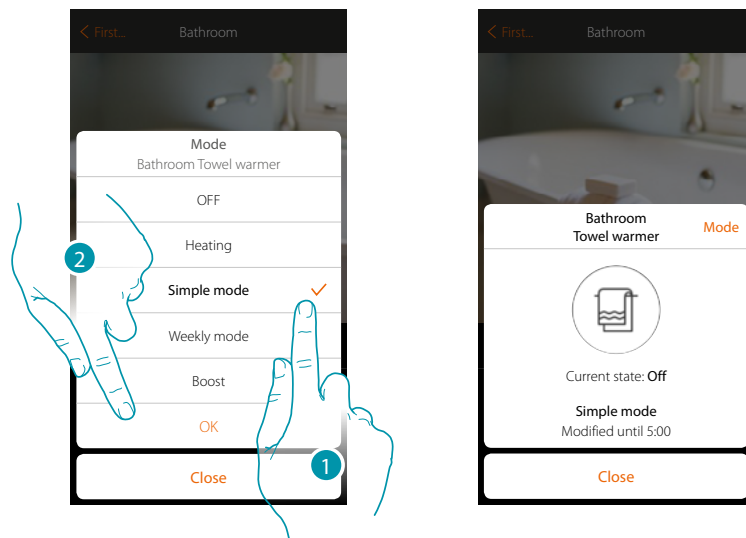 < First...
Bathroom
Mode
Bathroom Towel warmer
OFF
2
Heating
Simple mode
Weekly mode
Boost
OK
1
Close
< First...
Bathroom
Bathroom
Towel warmer
Mode
Current state: Off
Simple mode
Modified until 5:00
Close